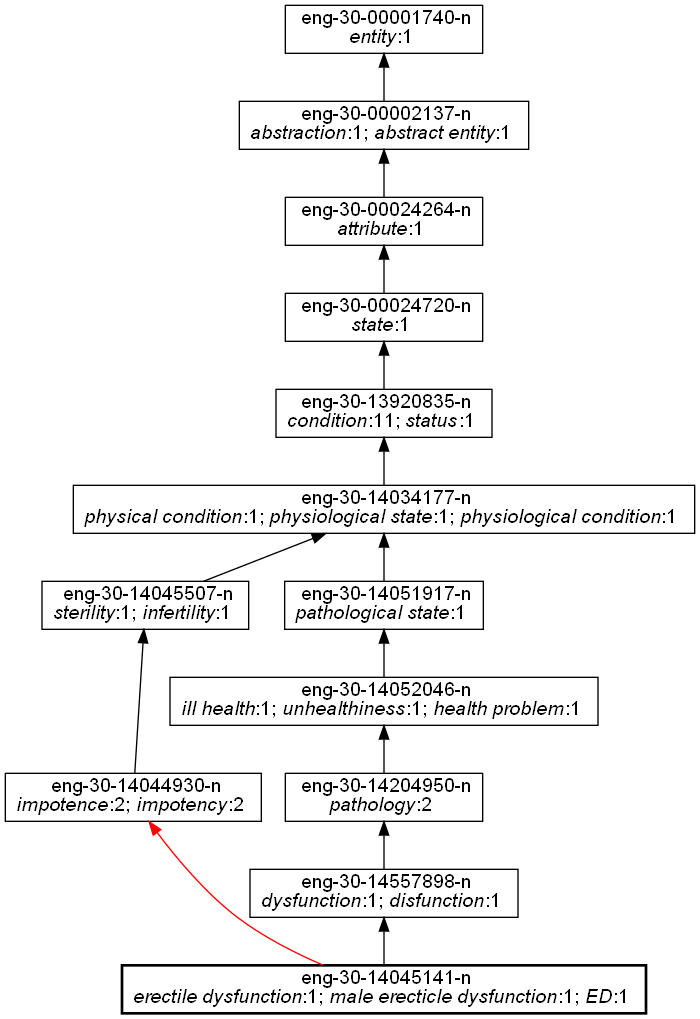 eng-30-00001740-n
entity:1
eng-30-00002137-n
abstraction:1; abstract entity:1
eng-30-00024264-n
attribute:1
eng-30-00024720-n
state:1
eng-30-13920835-n
condition:11; status:1
eng-30-14034177-n
physical condition:1; physiological state:1; physiological condition:1
eng-30-14045507-n
sterility:1; infertility:1
eng-30-14051917-n
pathological state:1
eng-30-14052046-n
ill health:1; unhealthiness:1; health problem:1
eng-30-14044930-n
impotence:2; impotency:2
eng-30-14204950-n
pathology:2
eng-30-14557898-n
dysfunction:1; disfunction:1
eng-30-14045141-n
erectile dysfunction:1; male erecticle dysfunction:1; ED:1